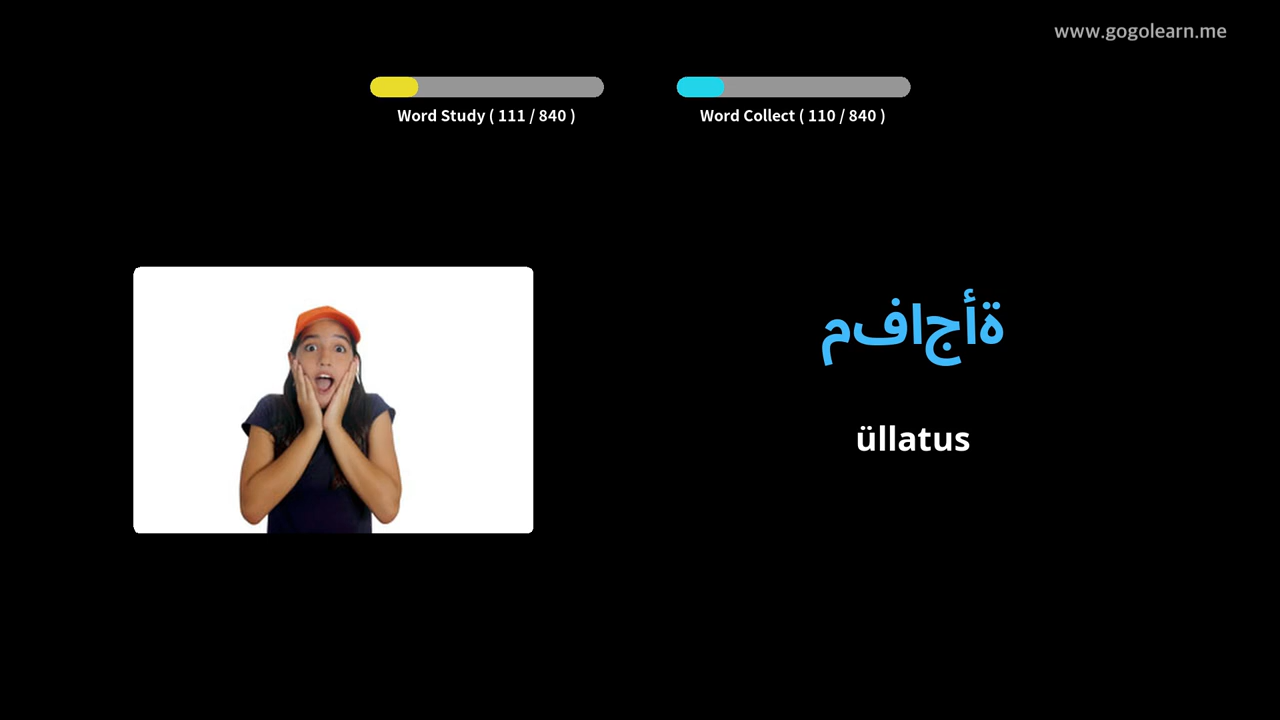 www.gogolearn.me
Word Study ( 111 / 840 )
Word Collect ( 110 / 840 )
ةأجافم
üllatus